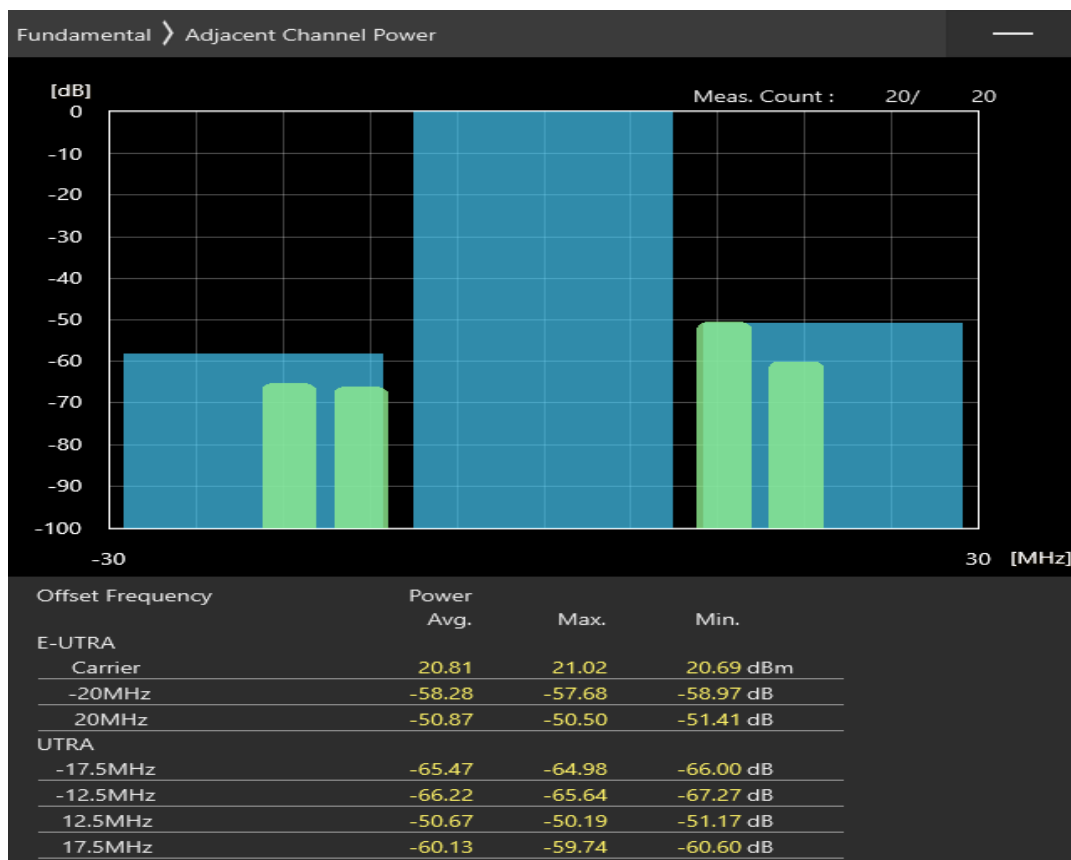 Fundamental ❯ Adjacent Channel Power
[dB]
Meas. Count : 20/ 20
0
-10
-20
-30
-40
-50
-60
-70
-80
-90
-100
-30 30 [MHz]
Offset Frequency Power
Avg. Max. Min.
E-UTRA
Carrier 20.81 21.02 20.69 dBm
-20MHz -58.28 -57.68 -58.97 dB
20MHz -50.87 -50.50 -51.41 dB
UTRA
-17.5MHz -65.47 -64.98 -66.00 dB
-12.5MHz -66.22 -65.64 -67.27 dB
12.5MHz -50.67 -50.19 -51.17 dB
17.5MHz -60.13 -59.74 -60.60 dB